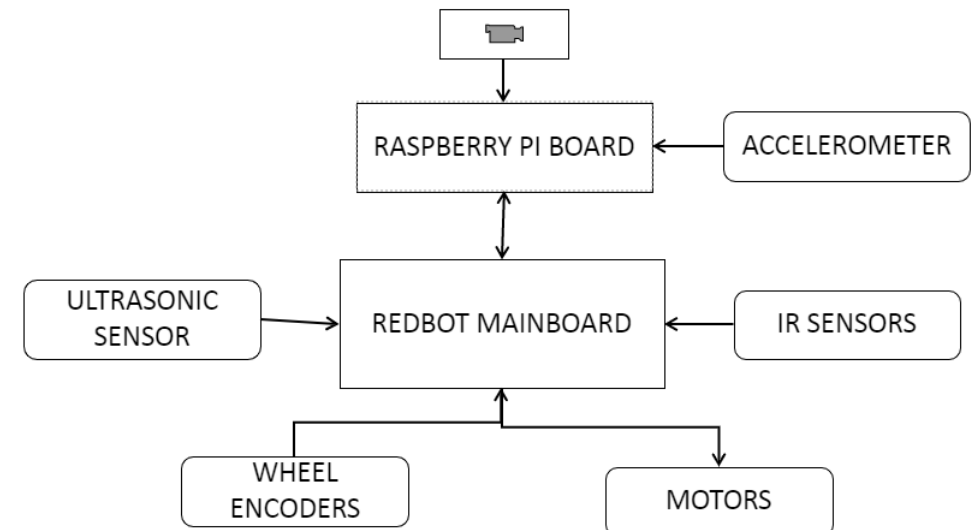 RASPBERRY PI BOARD
ACCELEROMETER
ULTRASONIC
SENSOR
REDBOT MAINBOARD
IR SENSORS
WHEEL
ENCODERS
MOTORS